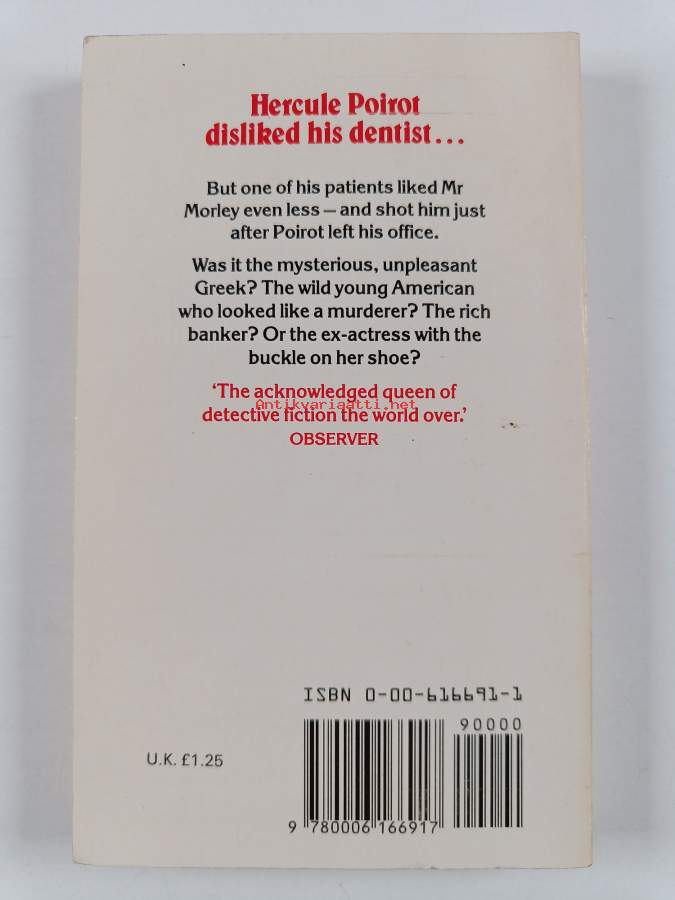 Hercule Poirot
disliked his dentist...
But one of his patients liked Mr
Morley even less – and shot him just
after Poirot left his office.
Was it the mysterious, unpleasant
Greek? The wild young American
who looked like a murderer? The rich
banker? Or the ex-actress with the
buckle on her shoe?
‘The acknowledged queen of
Antikvariaatti.net
detective fiction the world over.’
OBSERVER
ISBN 0-00-616691-1
90000
U.K. £1.25
9 780006 166917